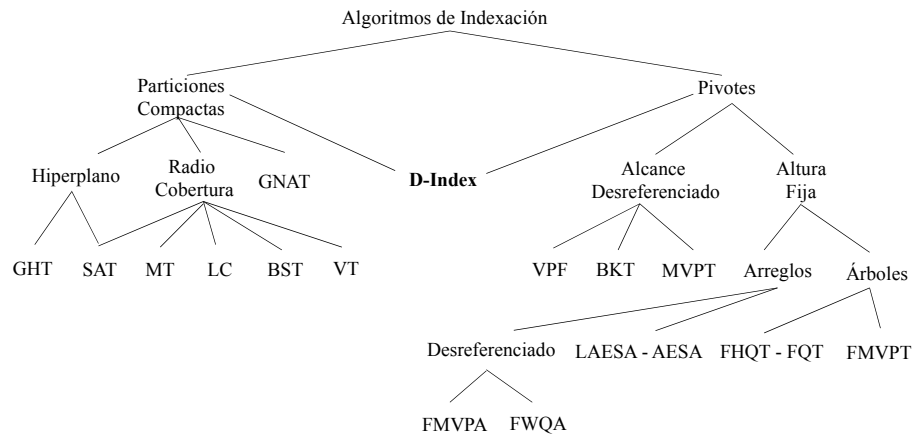 Algoritmos de Indexación
Particiones
Compactas
Pivotes
Hiperplano
Radio
Cobertura
GNAT
D-Index
Alcance
Desreferenciado
Altura
Fija
GHT
SAT
MT
LC
BST
VT
VPF
BKT
MVPT
Arreglos
Árboles
Desreferenciado
LAESA - AESA
FHQT - FQT
FMVPT
FMVPA
FWQA